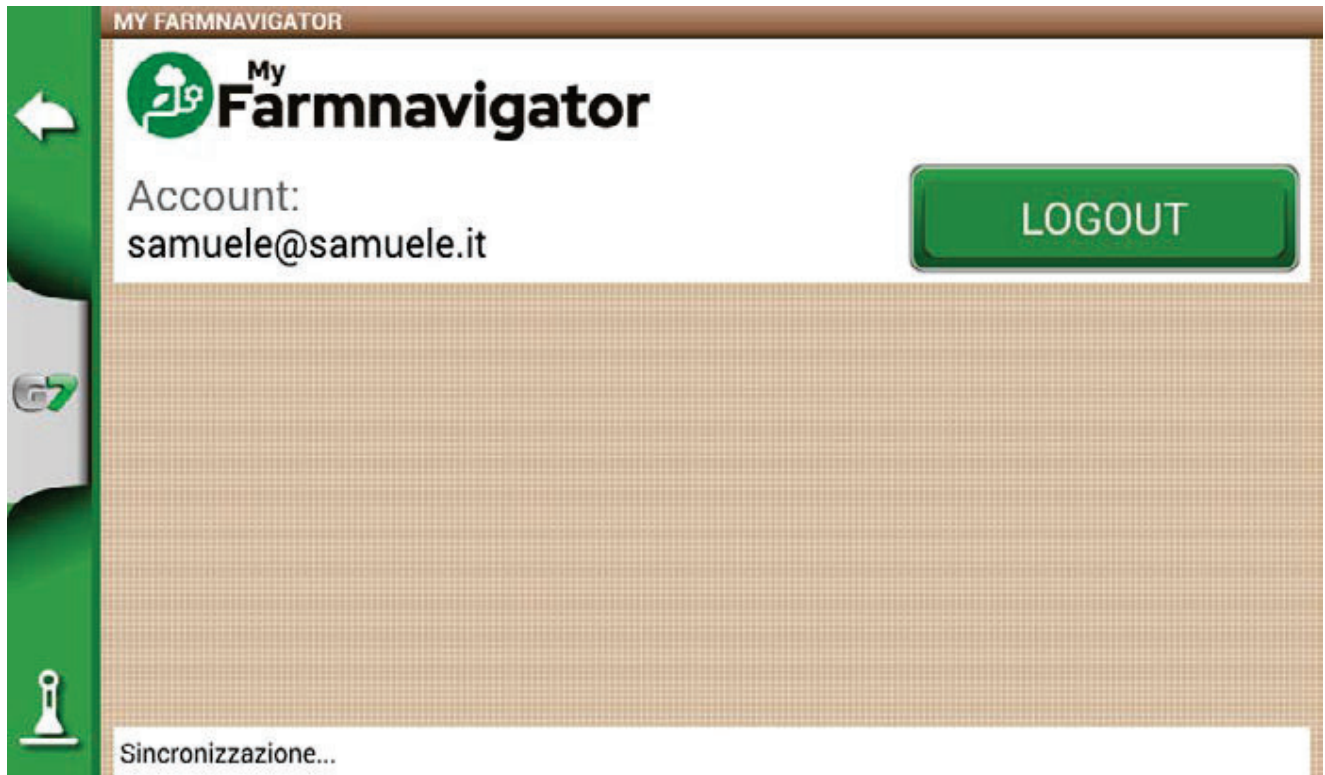 MY FARMNAVIGATOR
My
Farmnavigator
Account:
samuele@samuele.it
LOGOUT
G7
Sincronizzazione...